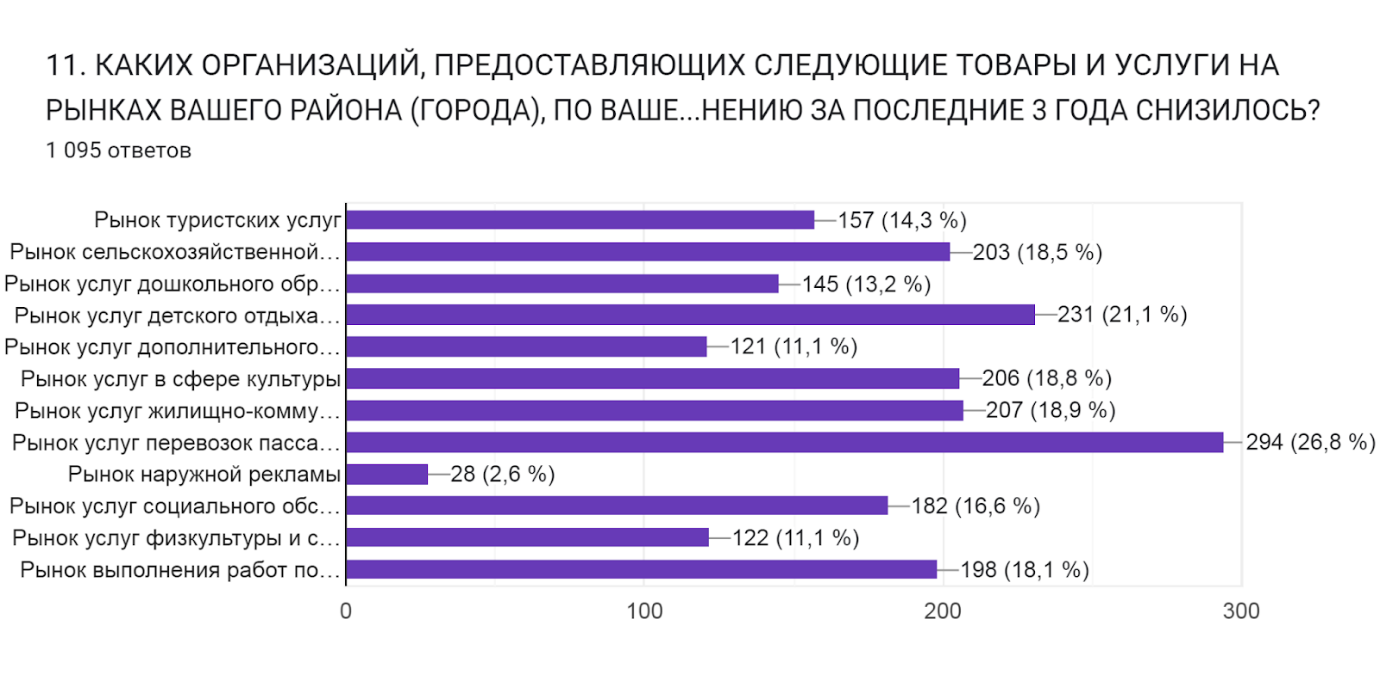 11. КАКИХ ОРГАНИЗАЦИЙ, ПРЕДОСТАВЛЯЮЩИХ СЛЕДУЮЩИЕ ТОВАРЫ И УСЛУГИ НА
РЫНКАХ ВАШЕГО РАЙОНА (ГОРОДА), ПО ВАШЕ...НЕНИЮ ЗА ПОСЛЕДНИЕ 3 ГОДА СНИЗИЛОСЬ?
1 095 ответов
Рынок туристских услуг 157 (14,3 %)
Рынок сельскохозяйственной... 203 (18,5 %)
Рынок услуг дошкольного обр... 145 (13,2 %)
Рынок услуг детского отдыха... 231 (21,1 %)
Рынок услуг дополнительного... 121 (11,1 %)
Рынок услуг в сфере культуры 206 (18,8 %)
Рынок услуг жилищно-комму... 207 (18,9 %)
Рынок услуг перевозок пасса... 294 (26,8 %)
Рынок наружной рекламы 28 (2,6 %)
Рынок услуг социального обс... 182 (16,6 %)
Рынок услуг физкультуры и с... 122 (11,1 %)
Рынок выполнения работ по... 198 (18,1 %)
0 100 200 300